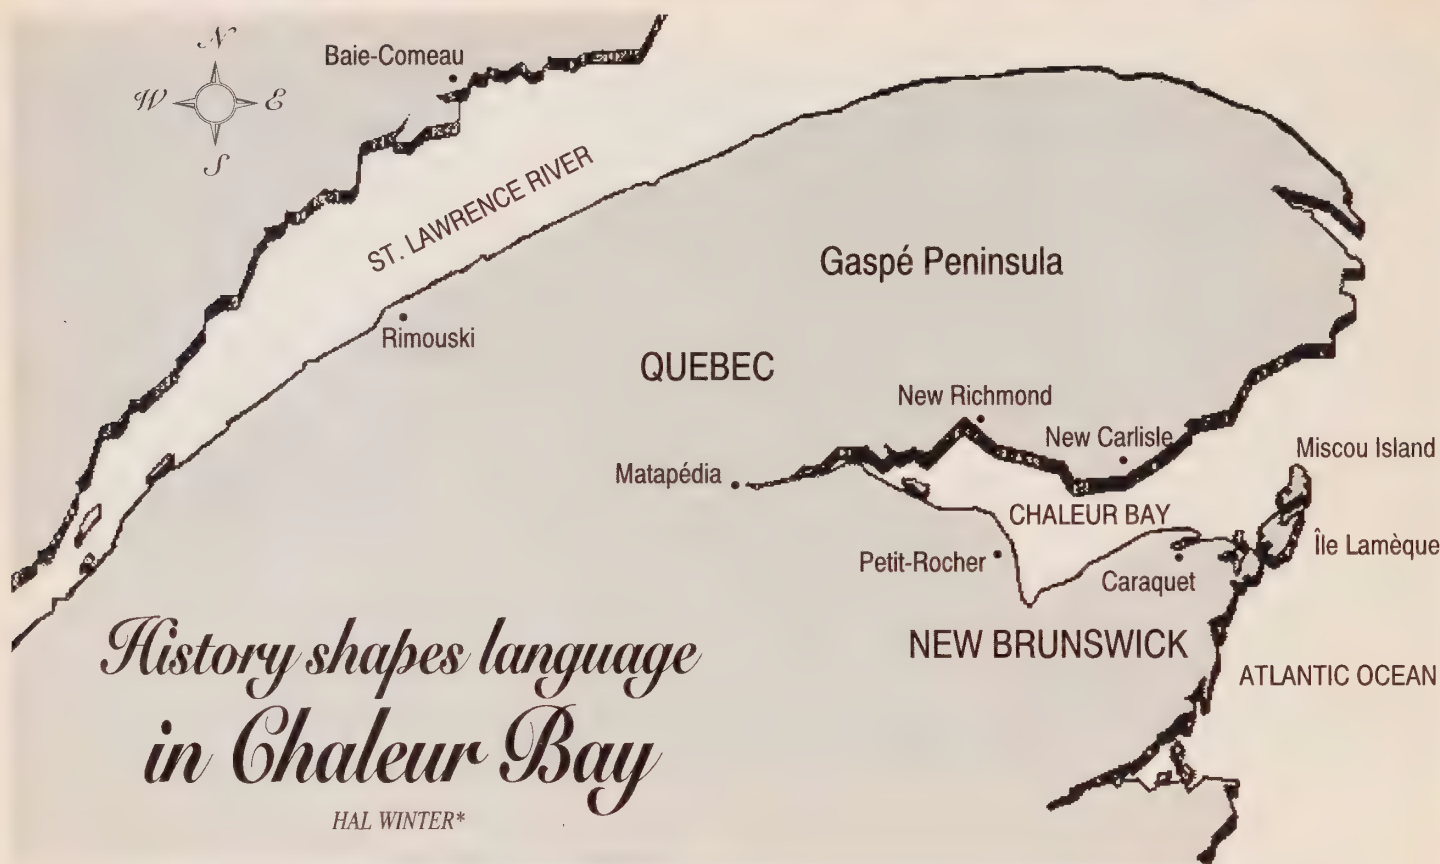 N
W E
S
Baie-Comeau
ST. LAWRENCE RIVER
Rimouski
Gaspé Peninsula
QUEBEC
New Richmond
New Carlisle
Miscou Island
Matapédia
CHALEUR BAY
Île Lamèque
Petit-Rocher
Caraquet
NEW BRUNSWICK
ATLANTIC OCEAN
History shapes language
in Chaleur Bay
HAL WINTER*